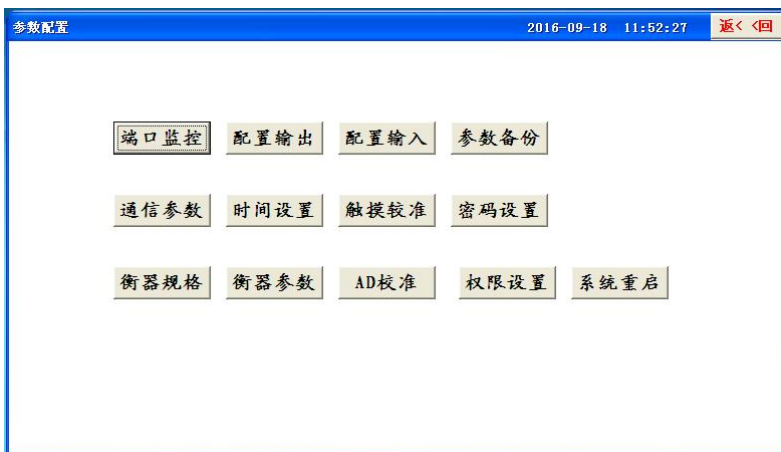 参数配置 2016-09-18 11:52:27 返< <回
端口监控 配置输出 配置输入 参数备份
通信参数 时间设置 触摸较准 密码设置
衡器规格 衡器参数 AD校准 权限设置 系统重启